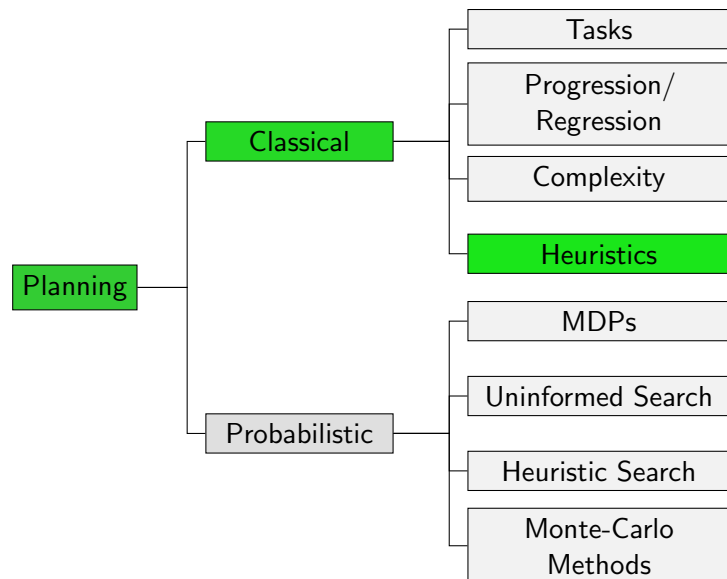 Tasks
Progression/
Regression
Classical
Complexity
Heuristics
Planning
MDPs
Uninformed Search
Probabilistic
Heuristic Search
Monte-Carlo
Methods